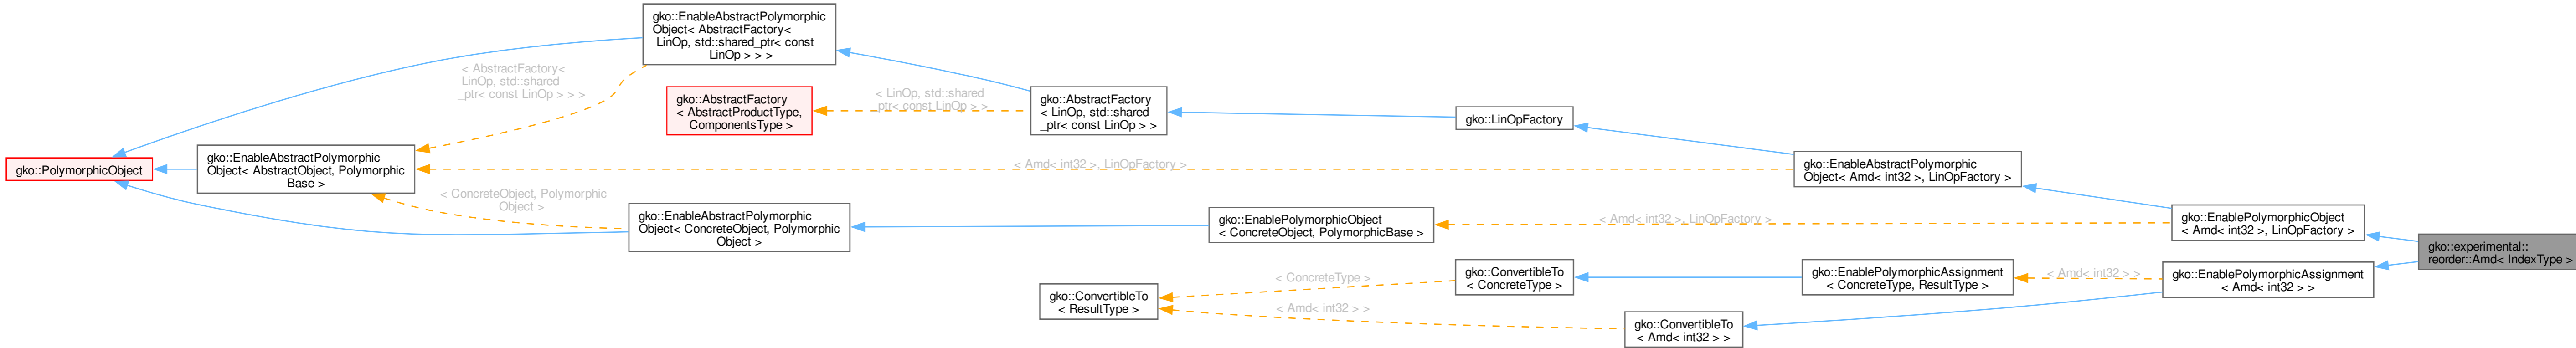 gko::EnableAbstractPolymorphic
Object< AbstractFactory<
LinOp, std::shared_ptr< const
LinOp > > >
< AbstractFactory<
LinOp, std::shared
_ptr< const LinOp > > >
gko::AbstractFactory
< AbstractProductType,
ComponentsType >
< LinOp, std::shared
_ptr< const LinOp > >
gko::AbstractFactory
< LinOp, std::shared
_ptr< const LinOp > >
gko::LinOpFactory
gko::PolymorphicObject
gko::EnableAbstractPolymorphic
Object< AbstractObject, Polymorphic
Base >
< Amd< int32 >, LinOpFactory >
gko::EnableAbstractPolymorphic
Object< Amd< int32 >, LinOpFactory >
< ConcreteObject, Polymorphic
Object >
gko::EnableAbstractPolymorphic
Object< ConcreteObject, Polymorphic
Object >
gko::EnablePolymorphicObject
< ConcreteObject, PolymorphicBase >
< Amd< int32 >, LinOpFactory >
gko::EnablePolymorphicObject
< Amd< int32 >, LinOpFactory >
gko::experimental::
reorder::Amd< IndexType >
gko::ConvertibleTo
< ResultType >
< ConcreteType >
gko::ConvertibleTo
< ConcreteType >
gko::EnablePolymorphicAssignment
< ConcreteType, ResultType >
< Amd< int32 > >
gko::EnablePolymorphicAssignment
< Amd< int32 > >
< Amd< int32 > >
gko::ConvertibleTo
< Amd< int32 > >